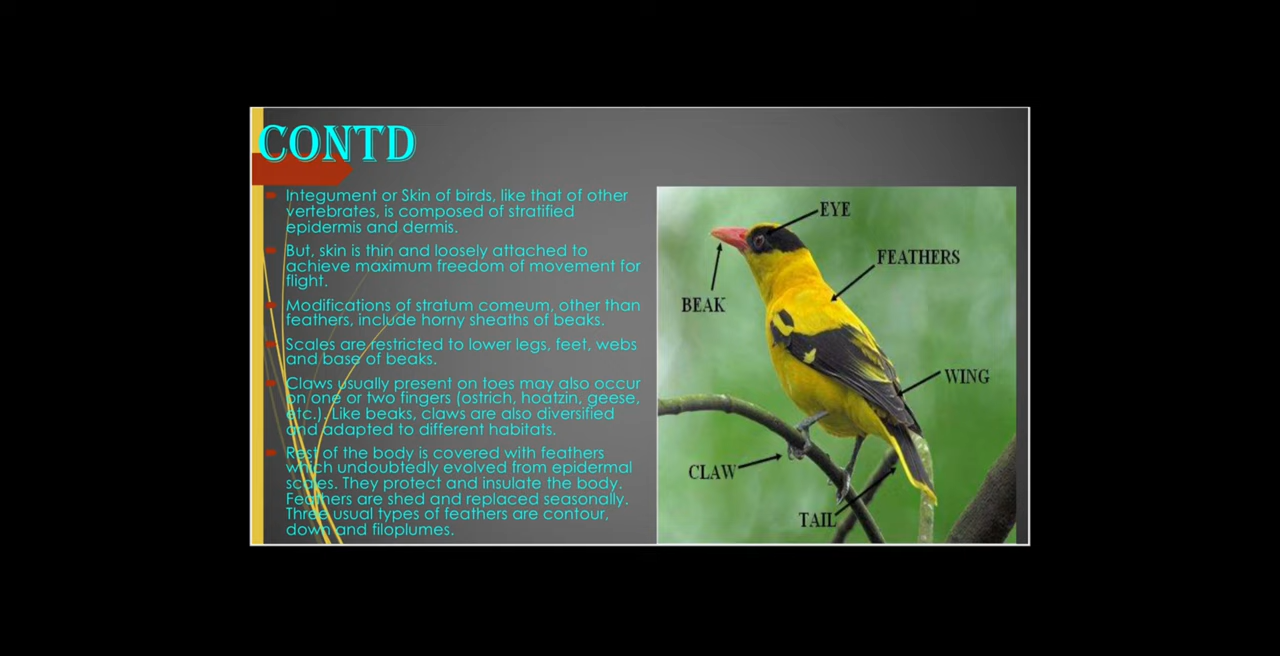 CONTD
Integument or Skin of birds, like that of other
vertebrates, is composed of stratified
epidermis and dermis.
But, skin is thin and loosely attached to
achieve maximum freedom of movement for
flight.
Modifications of stratum corneum, other than
feathers, include horny sheaths of beaks.
Scales are restricted to lower legs, feet, webs
and base of beaks.
Claws usually present on toes may also occur
on one or two fingers (ostrich, hoatzin, geese,
etc.). Like beaks, claws are also diversified
and adapted to different habitats.
Rest of the body is covered with feathers
which undoubtedly evolved from epidermal
scales. They protect and insulate the body.
Feathers are shed and replaced seasonally.
Three usual types of feathers are contour,
down and filoplumes.
EYE
FEATHERS
BEAK
WING
CLAW
TAIL